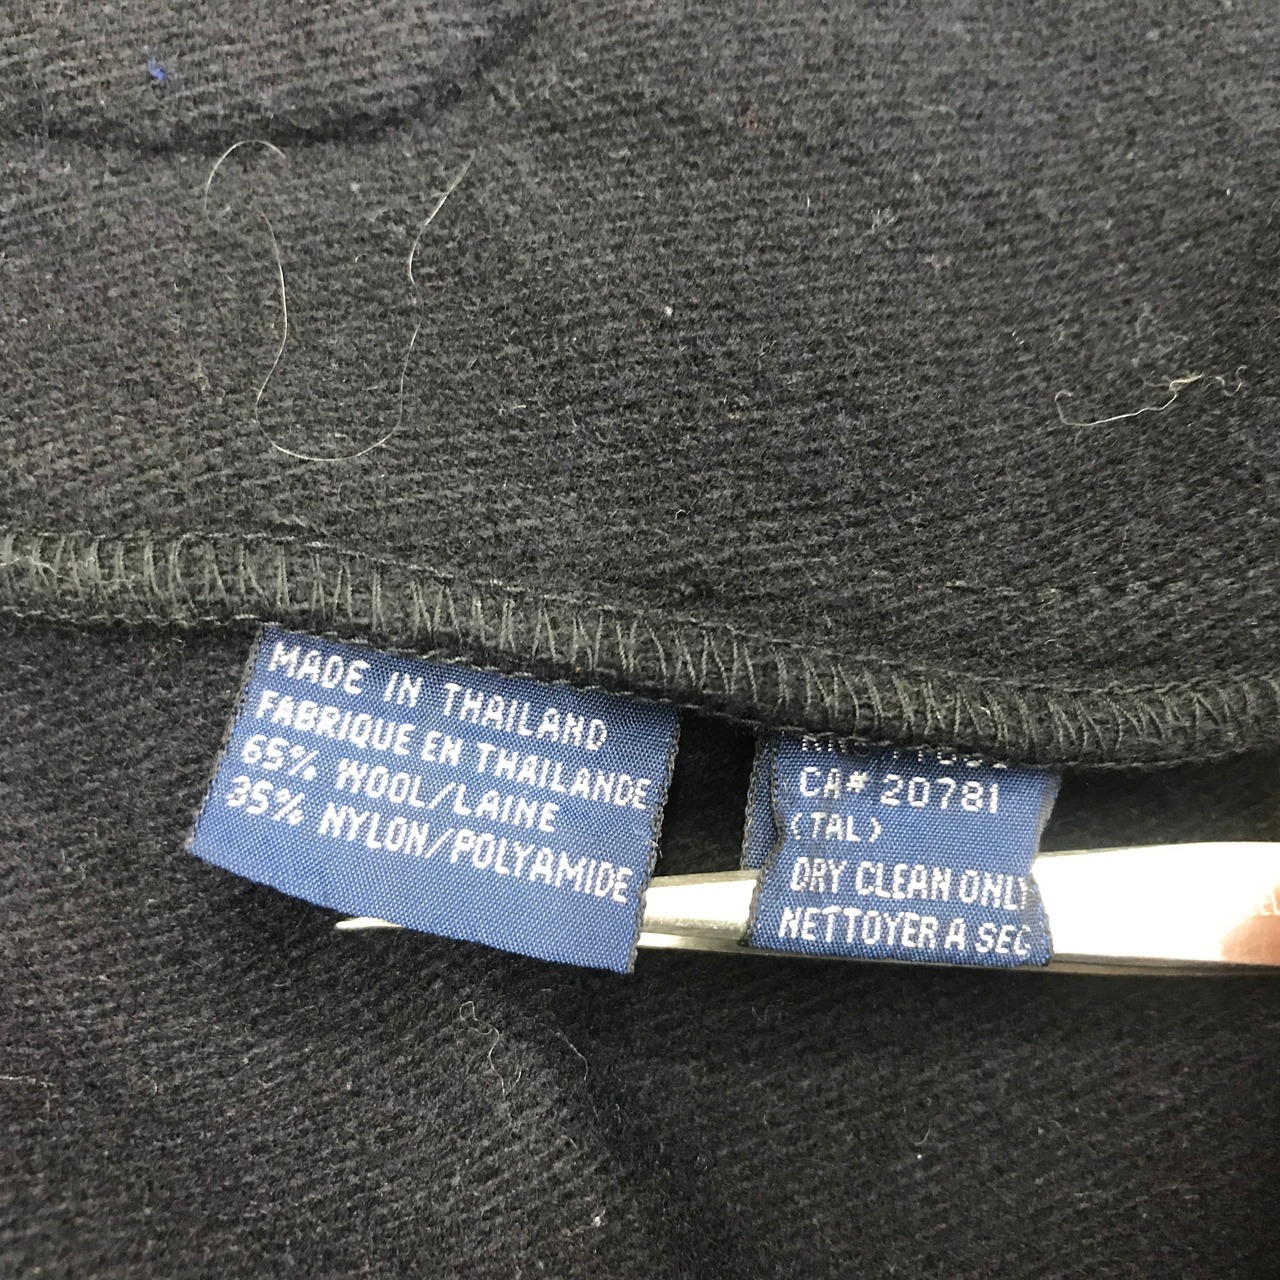 MADE IN THAILAND
FABRIQUE EN THAILANDE
65% WOOL/LAINE
35% NYLON/POLYAMIDE
CA# 20781
(TAL)
DRY CLEAN ONLY
NETTOYER A SEC